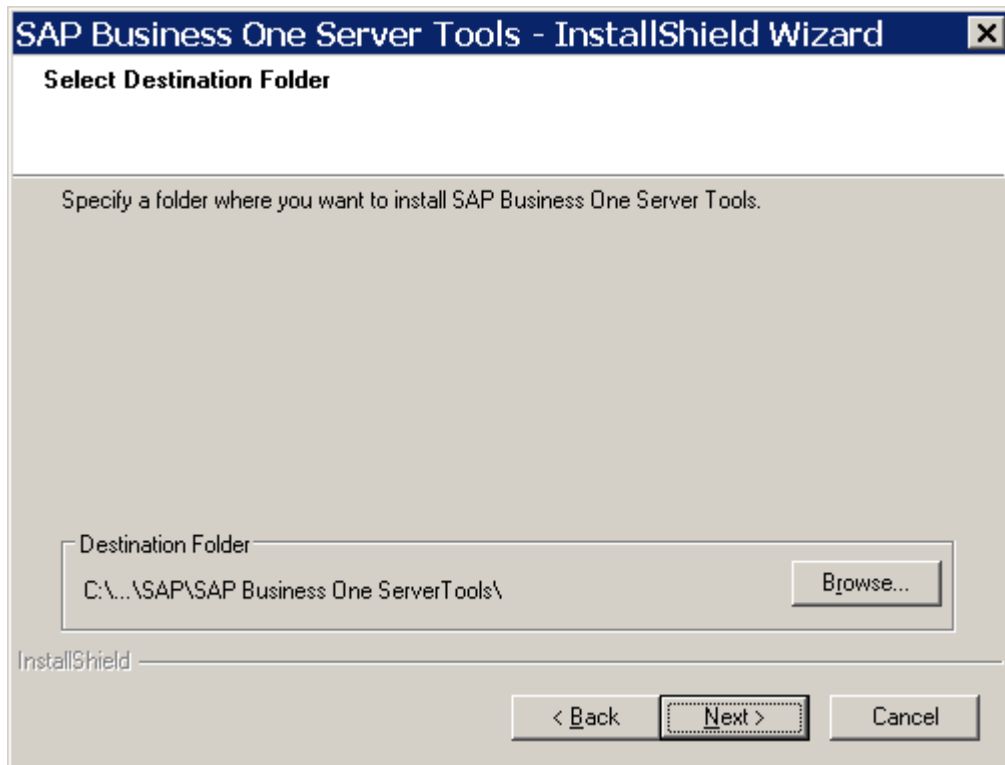 SAP Business One Server Tools - InstallShield Wizard
Select Destination Folder
Specify a folder where you want to install SAP Business One Server Tools.
Destination Folder
C:\...\SAP\SAP Business One ServerTools\
Browse...
InstallShield
< Back
Next >
Cancel